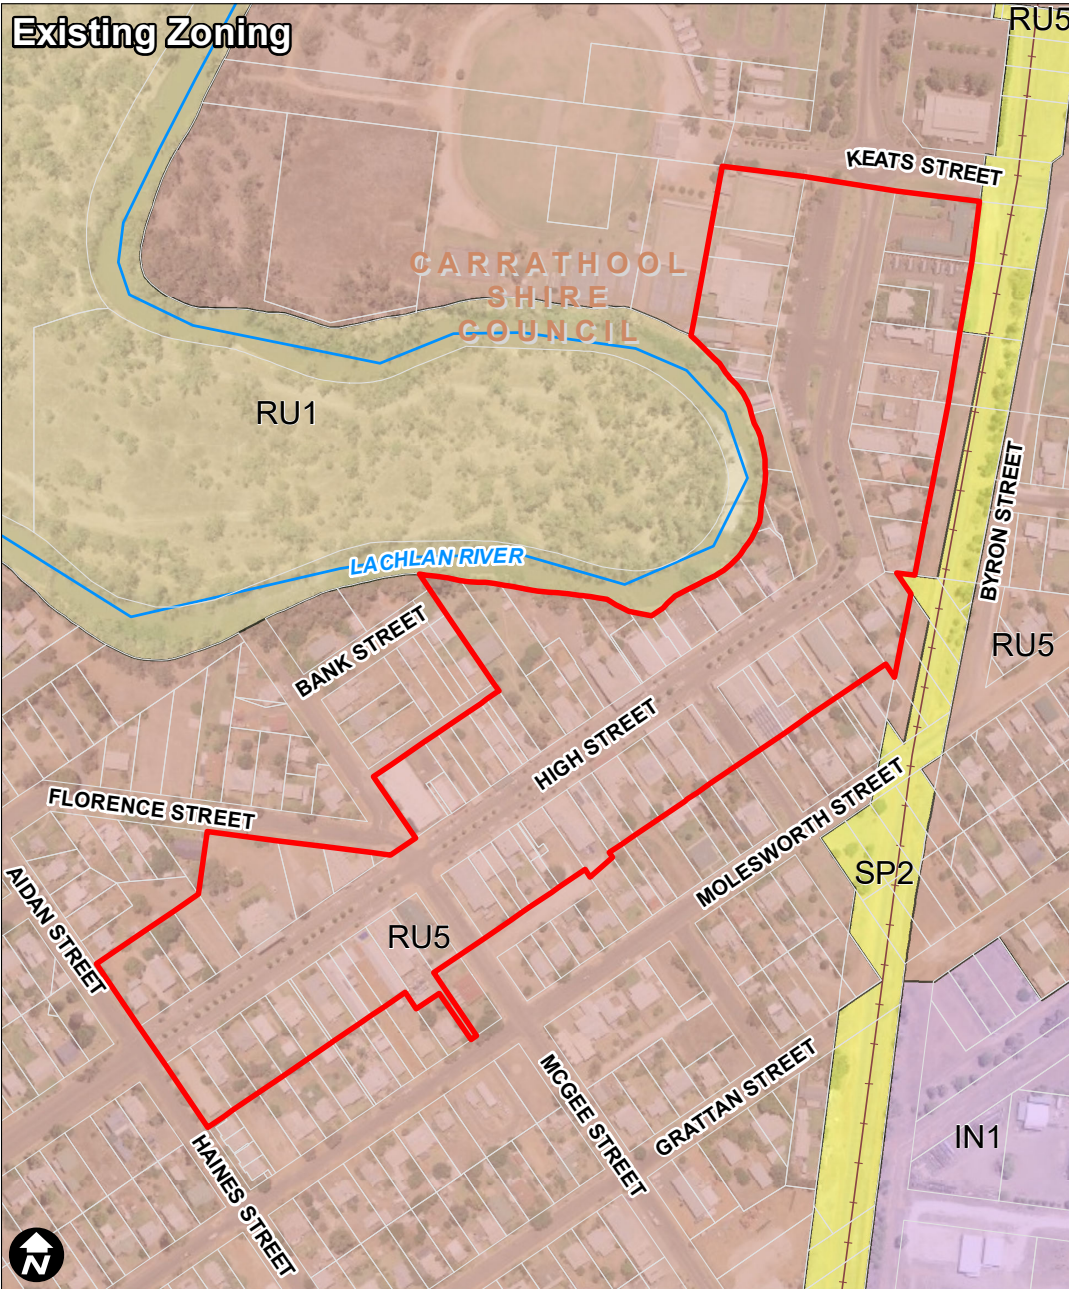 Existing Zoning
RU5
KEATS STREET
CARRATHOOL
SHIRE
COUNCIL
RU1
BYRON STREET
LACHLAN RIVER
BANK STREET
RU5
HIGH STREET
FLORENCE STREET
MOLESWORTH STREET
SP2
AIDAN STREET
RU5
MCGEE STREET
GRATTAN STREET
IN1
HAINES STREET
N